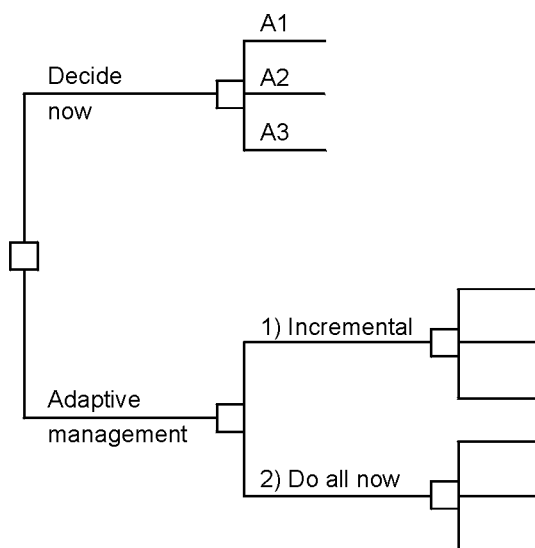 A1
Decide
now
A2
A3
1) Incremental
Adaptive
management
2) Do all now